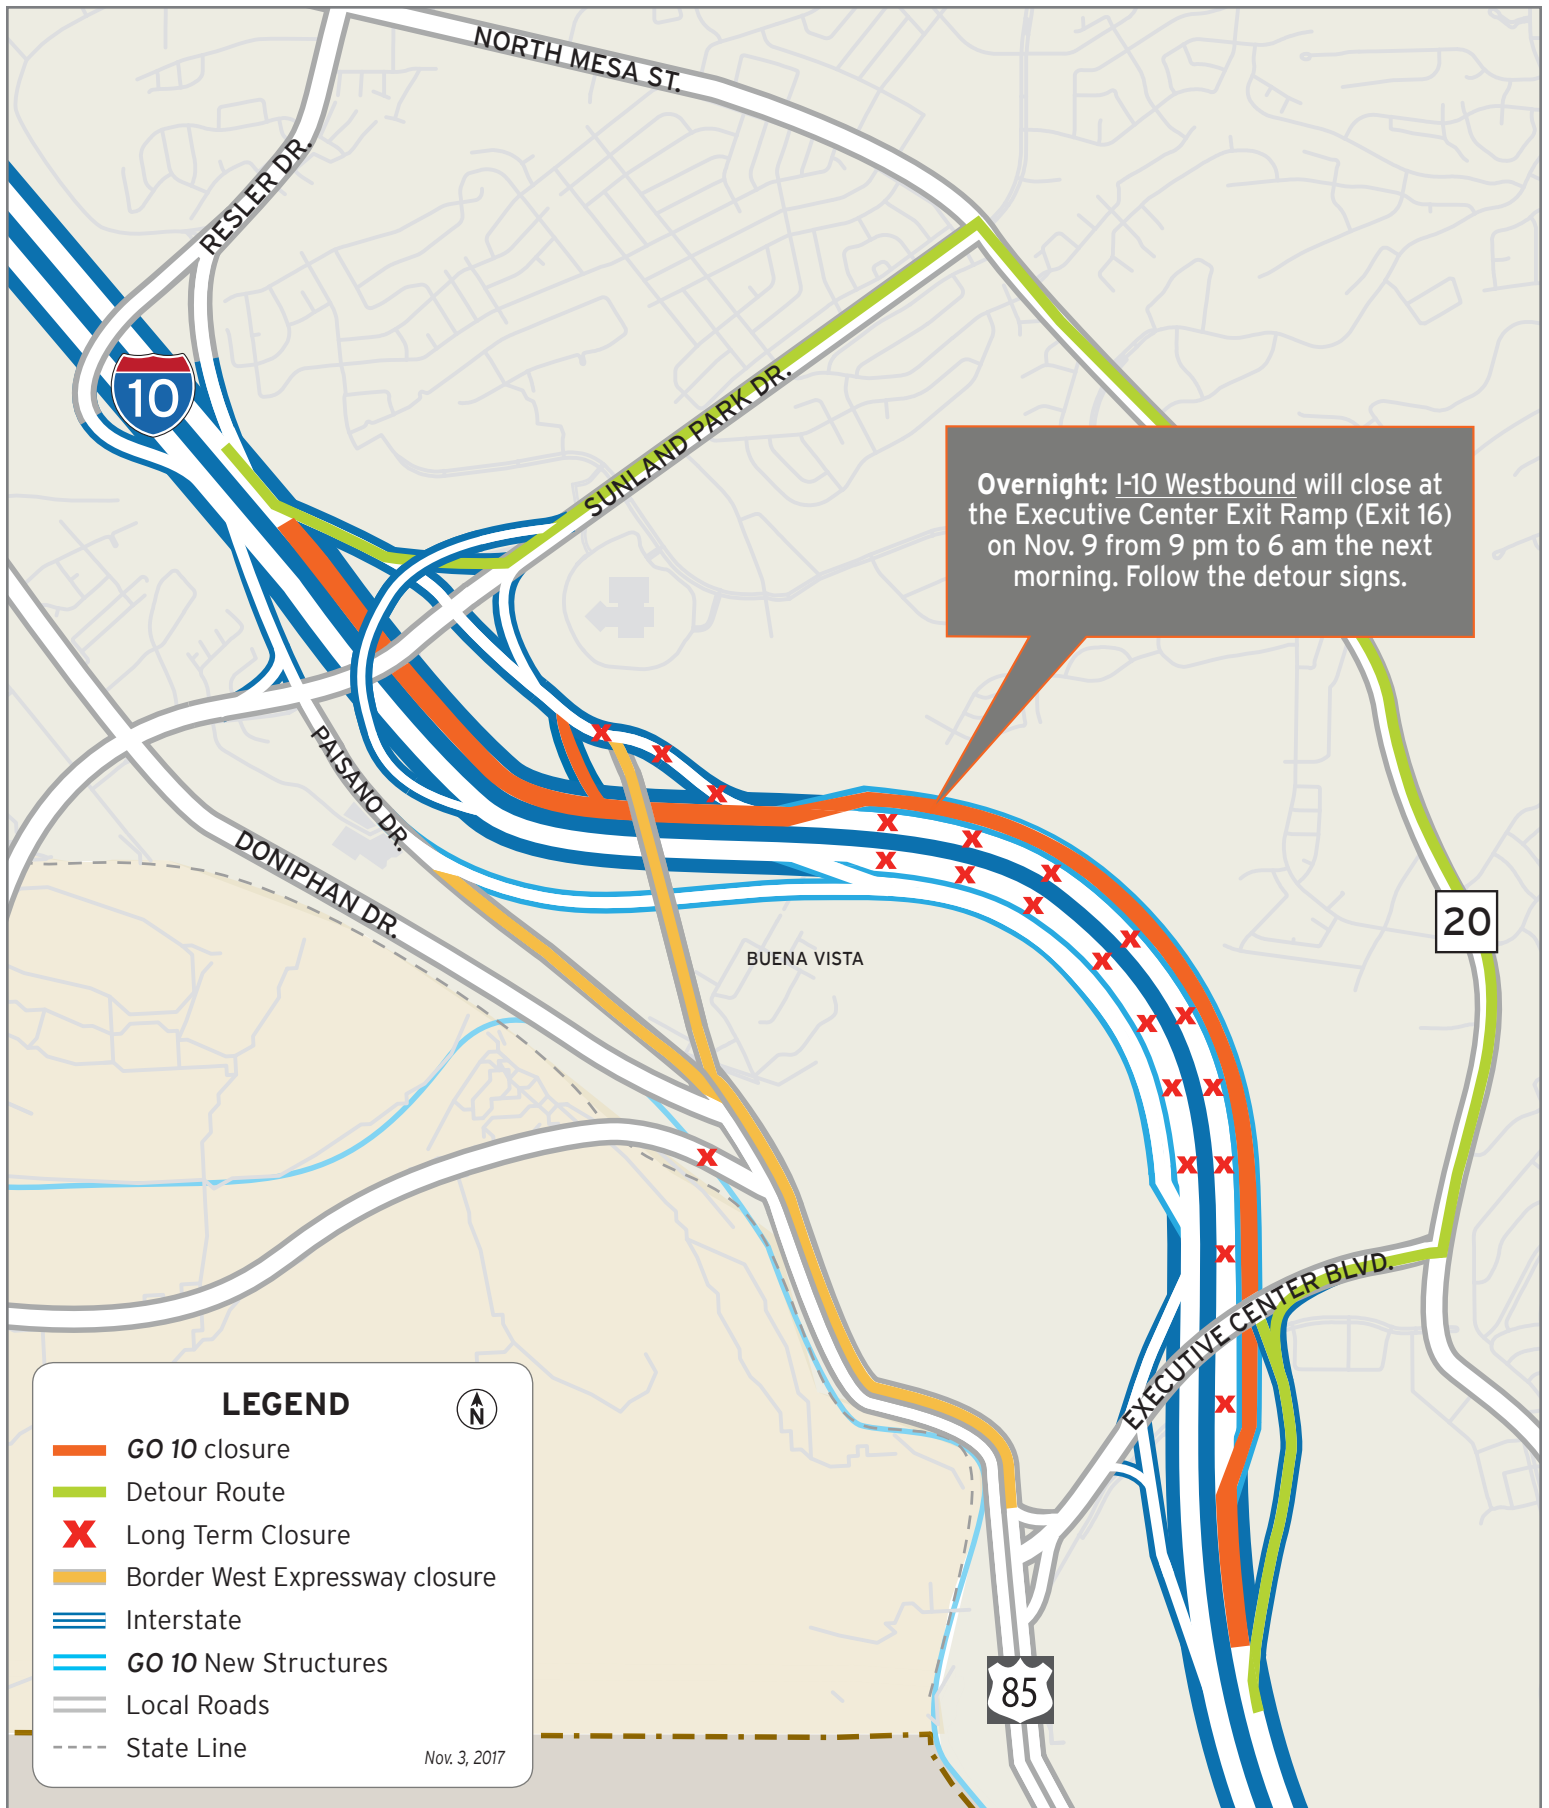 NORTH MESA ST.
RESLER DR.
10
SUNLAND PARK DR.
Overnight: I-10 Westbound will close at
the Executive Center Exit Ramp (Exit 16)
on Nov. 9 from 9 pm to 6 am the next
morning. Follow the detour signs.
PAISANO DR.
DONIPHAN DR.
20
BUENA VISTA
EXECUTIVE CENTER BLVD.
LEGEND
N
GO 10 closure
Detour Route
X Long Term Closure
Border West Expressway closure
Interstate
GO 10 New Structures
Local Roads
State Line
Nov. 3, 2017
85